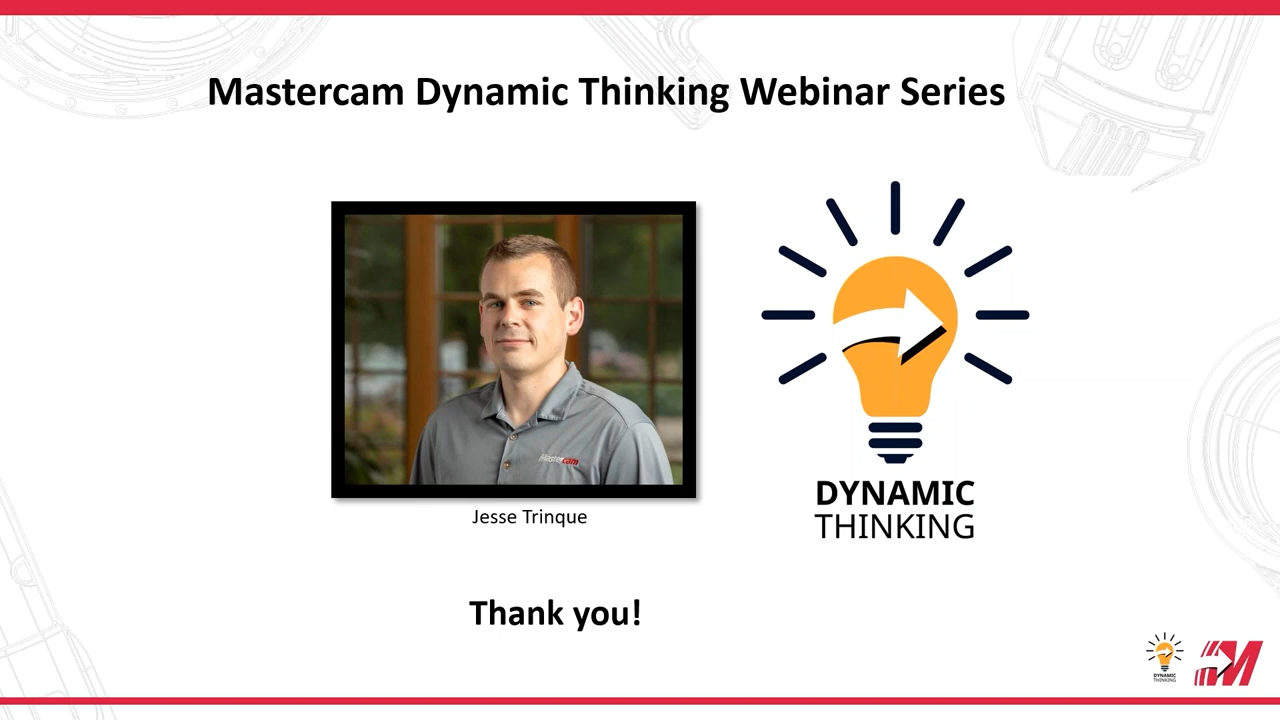 Mastercam Dynamic Thinking Webinar Series
Mastercam
Jesse Trinque
DYNAMIC
THINKING
Thank you!
DYNAMIC
THINKING